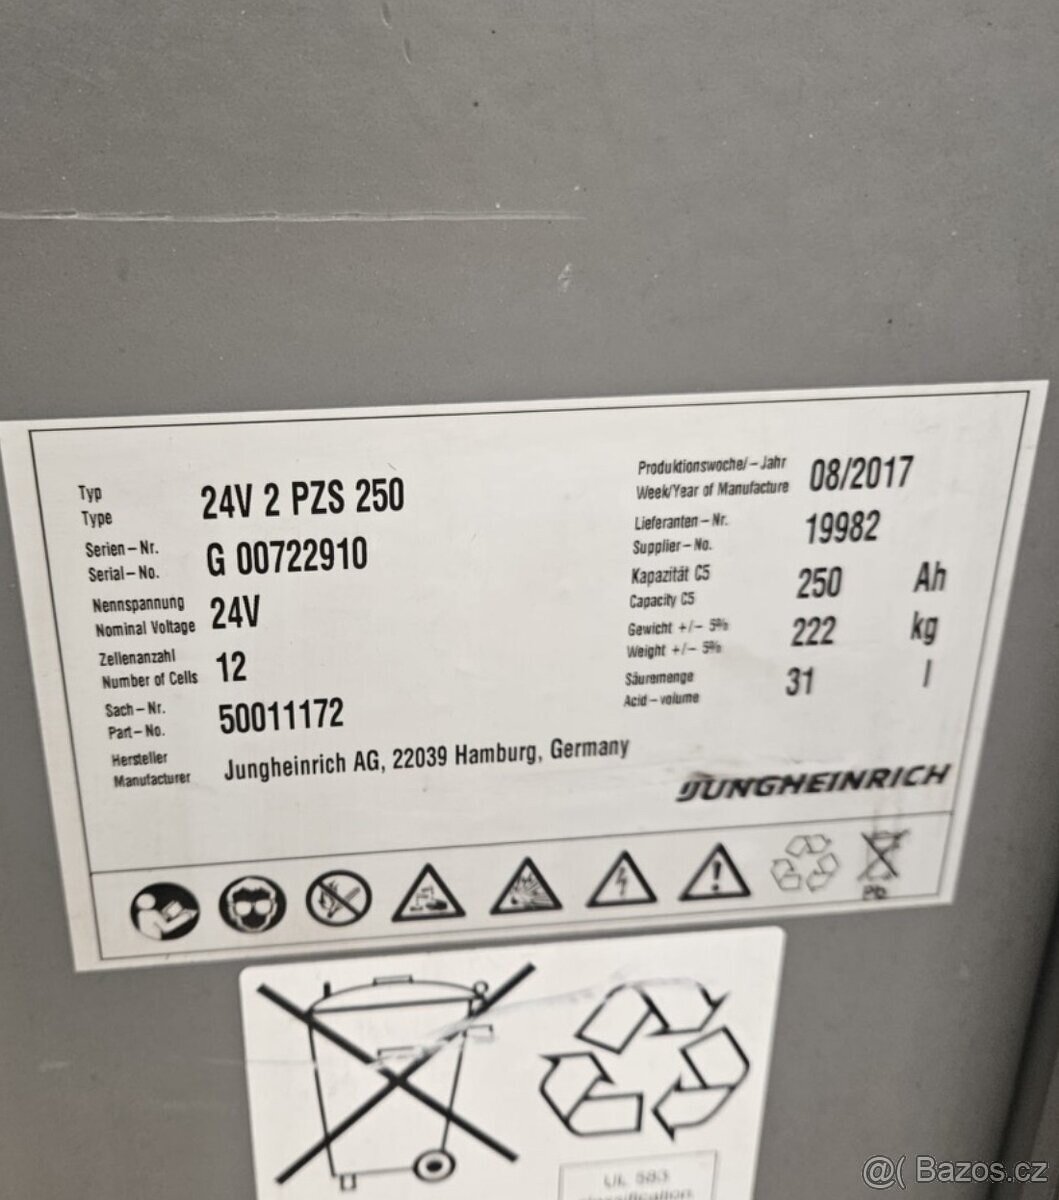 Typ
Type
24V 2 PZS 250
Serien-Nr.
Serial-No.
G 00722910
Nennspannung
Nominal Voltage
24V
Zellenanzahl
Number of Cells
12
Sach-Nr.
Part-No.
50011172
Hersteller
Manufacturer
Jungheinrich AG, 22039 Hamburg, Germany
Produktionswoche/-Jahr
Week/Year of Manufacture
08/2017
Lieferanten-Nr.
Supplier-No.
19982
Kapazität C5
Capacity C5
250 Ah
Gewicht +/- 5%
Weight +/- 5%
222 kg
Säuremenge
Acid-volume
31 l
JUNGHEINRICH
Pb
UL 583
classification
@( Bazos.cz